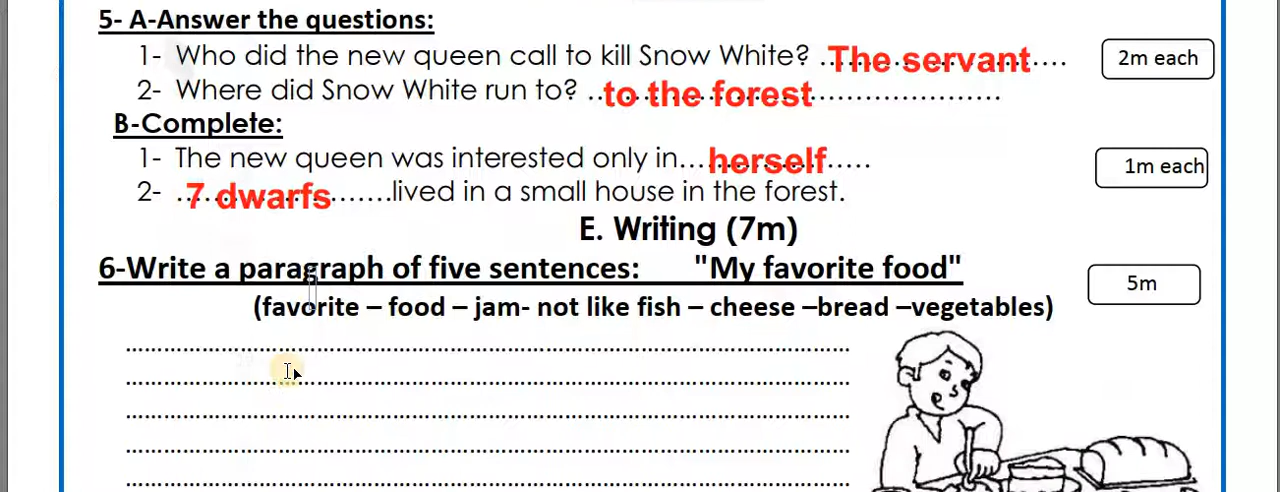 5- A-Answer the questions:
1- Who did the new queen call to kill Snow White? The servant
2m each
2- Where did Snow White run to? to the forest
B-Complete:
1- The new queen was interested only in herself
1m each
2- 7 dwarfs lived in a small house in the forest.
E. Writing (7m)
6-Write a paragraph of five sentences: "My favorite food"
5m
(favorite – food – jam- not like fish – cheese –bread –vegetables)